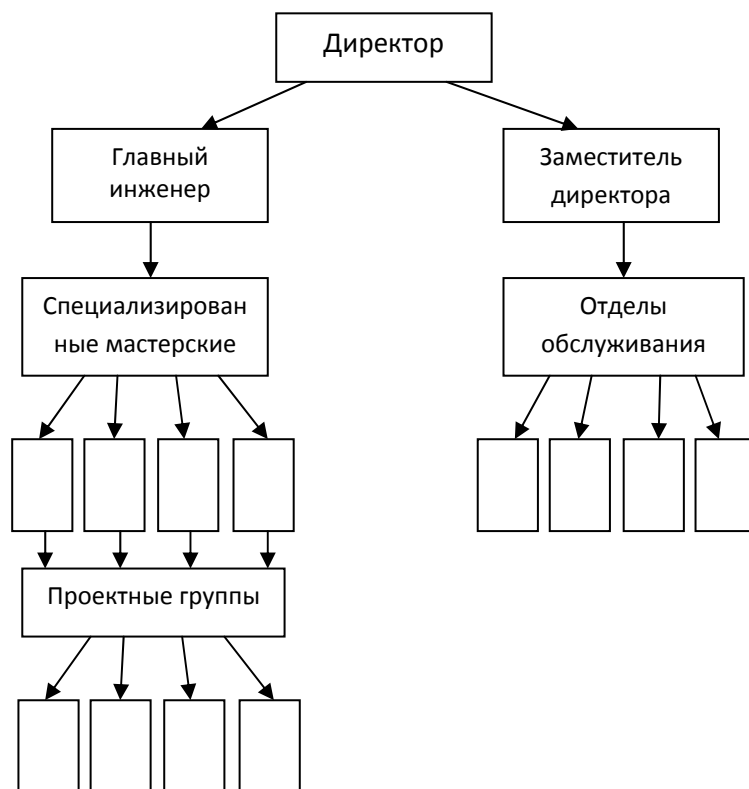 Директор
Главный
инженер
Заместитель
директора
Специализирован
ные мастерские
Отделы
обслуживания
Проектные группы